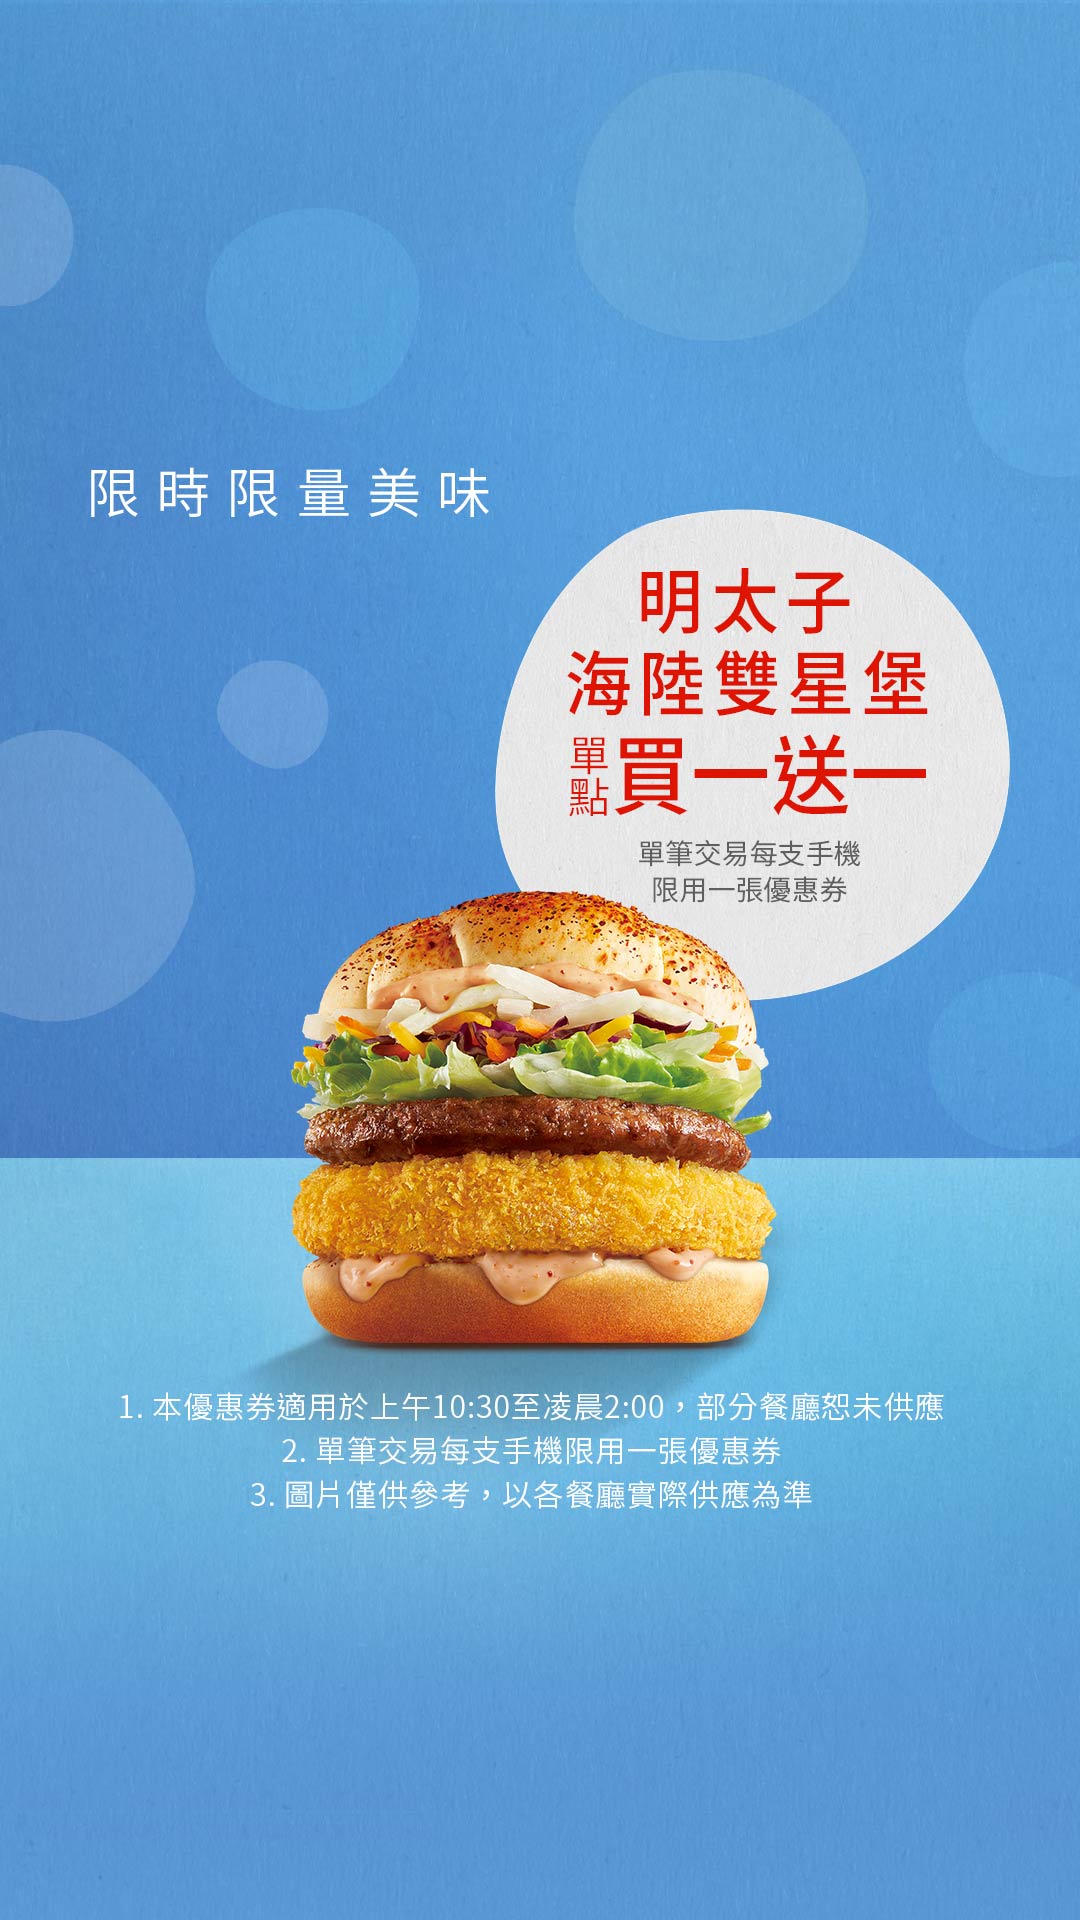 限時限量美味
明太子
海陸雙星堡
單點買一送一
單筆交易每支手機
限用一張優惠券
1. 本優惠券適用於上午10:30至凌晨2:00，部分餐廳恕未供應
2. 單筆交易每支手機限用一張優惠券
3. 圖片僅供參考，以各餐廳實際供應為準